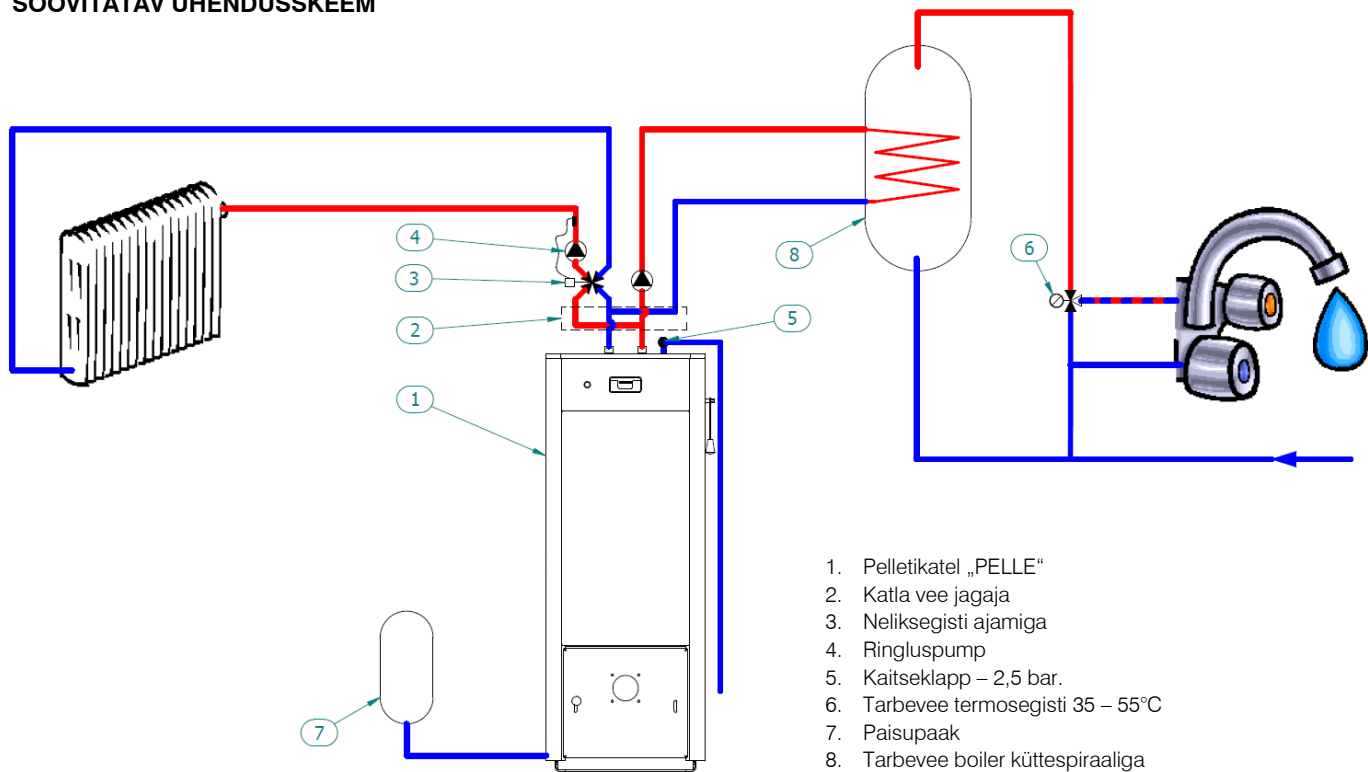 SOOVITATAV ÜHENDUSSKEEM
4
3
2
5
1
8
6
7
1. Pelletikatel „PELLE“
2. Katla vee jagaja
3. Neliksegisti ajamiga
4. Ringluspump
5. Kaitseklapp – 2,5 bar.
6. Tarbevee termosegisti 35 – 55°C
7. Paisupaak
8. Tarbevee boiler küttespiraaliga